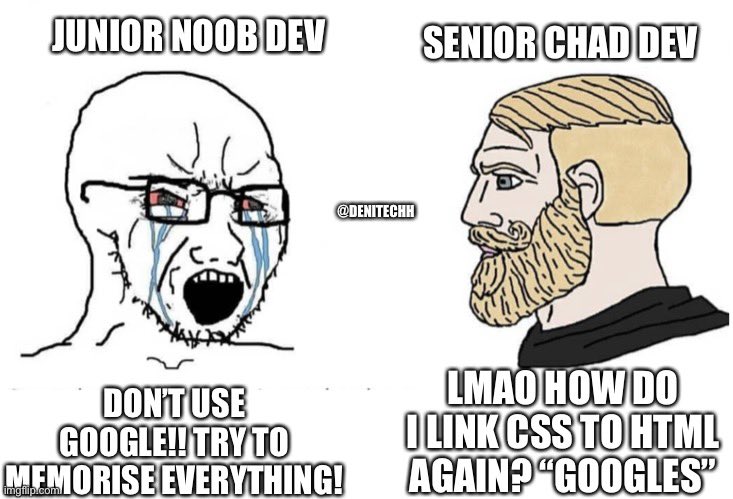 JUNIOR NOOB DEV
SENIOR CHAD DEV
@DENITECHH
DON’T USE
GOOGLE!! TRY TO
MEMORISE EVERYTHING!
LMAO HOW DO
I LINK CSS TO HTML
AGAIN? “GOOGLES”
imgflip.com